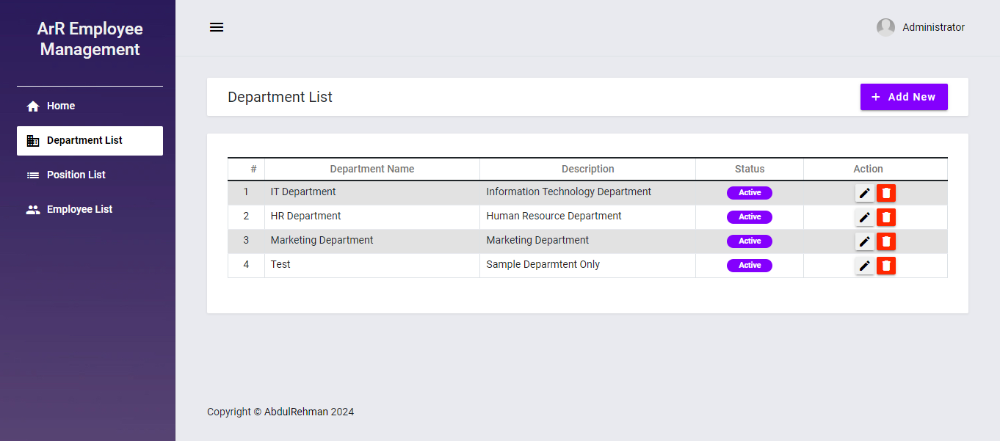 ArR Employee
Management
Administrator
Home
Department List
Position List
Employee List
Department List
+ Add New
# Department Name Description Status Action
1 IT Department Information Technology Department Active
2 HR Department Human Resource Department Active
3 Marketing Department Marketing Department Active
4 Test Sample Deparmtent Only Active
Copyright © AbdulRehman 2024